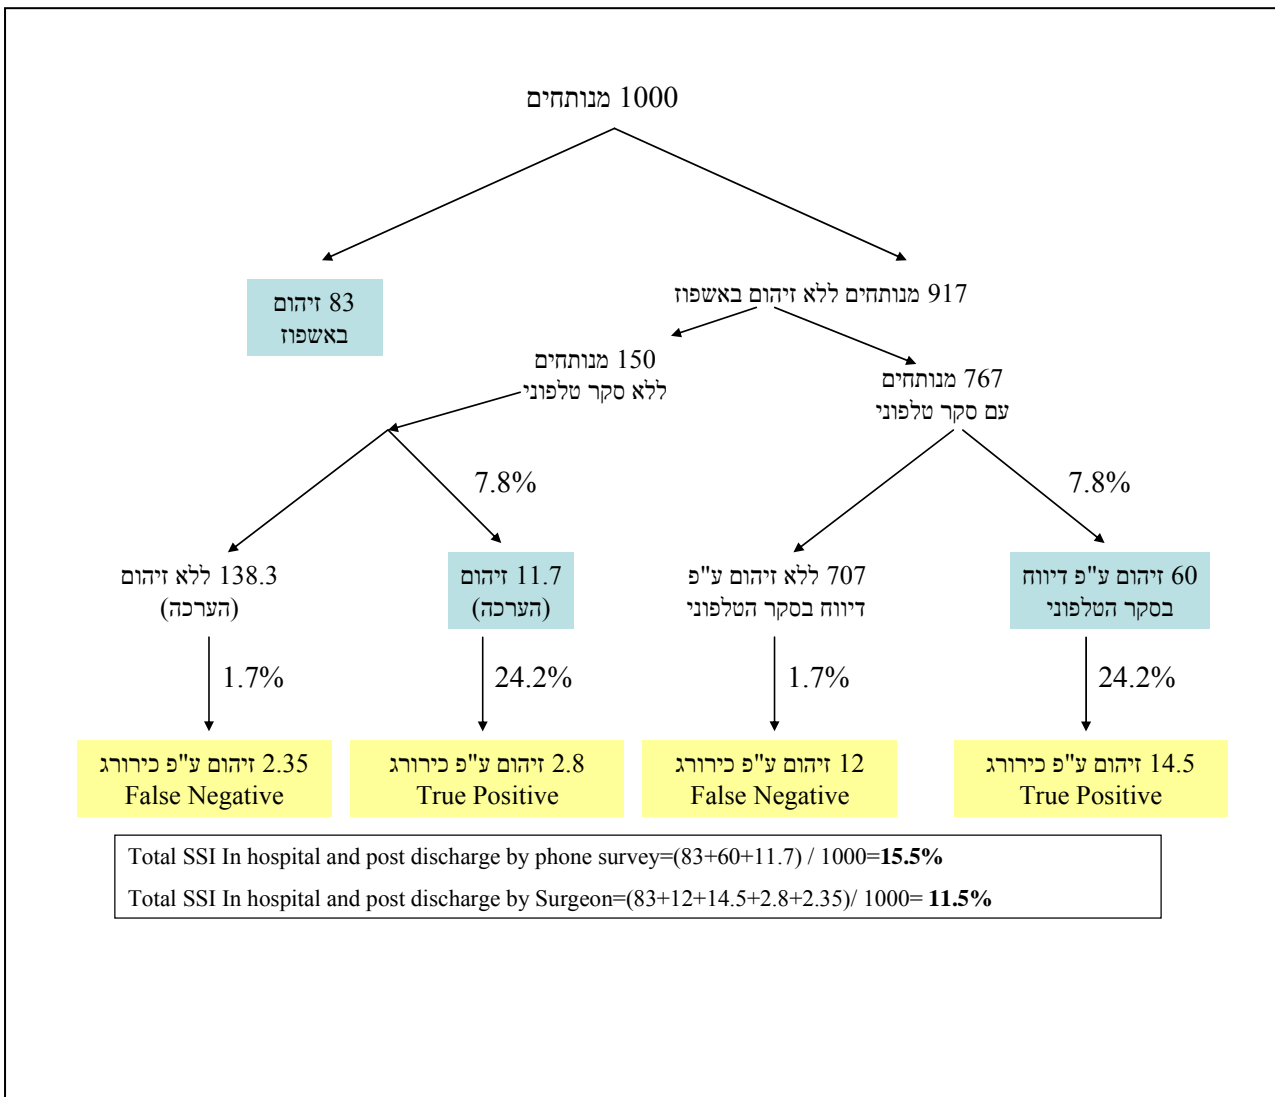 1000 מנותחים
83 זיהום
באשפוז
917 מנותחים ללא זיהום באשפוז
150 מנותחים
ללא סקר טלפוני
767 מנותחים
עם סקר טלפוני
7.8%
7.8%
138.3 ללא זיהום
(הערכה)
11.7 זיהום
(הערכה)
707 ללא זיהום ע"פ
דיווח בסקר הטלפוני
60 זיהום ע"פ דיווח
בסקר הטלפוני
1.7%
24.2%
1.7%
24.2%
2.35 זיהום ע"פ כירורג
False Negative
2.8 זיהום ע"פ כירורג
True Positive
12 זיהום ע"פ כירורג
False Negative
14.5 זיהום ע"פ כירורג
True Positive
Total SSI In hospital and post discharge by phone survey=(83+60+11.7) / 1000=15.5%
Total SSI In hospital and post discharge by Surgeon=(83+12+14.5+2.8+2.35)/ 1000= 11.5%